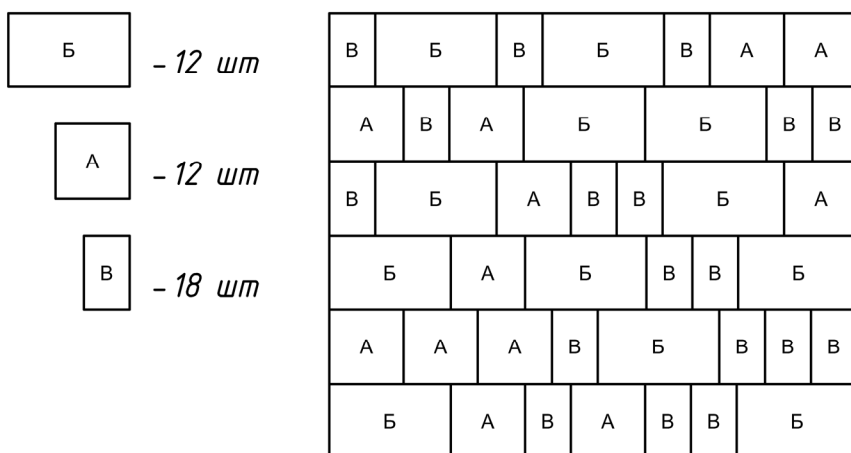 Б – 12 шт
А – 12 шт
В – 18 шт
В Б В Б В А А
А В А Б Б В В
В Б А В В Б А
Б А Б В В Б
А А А В Б В В В
Б А В А В В Б